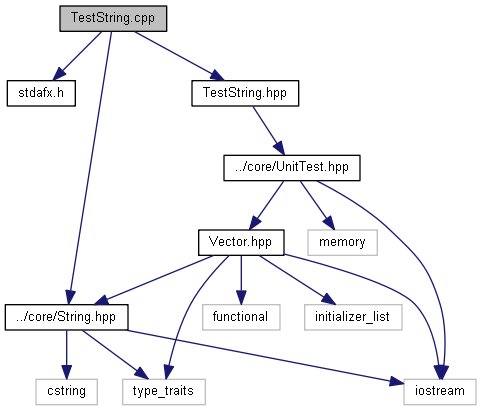 TestString.cpp
stdafx.h
TestString.hpp
../core/UnitTest.hpp
Vector.hpp
memory
../core/String.hpp
functional
initializer_list
cstring
type_traits
iostream